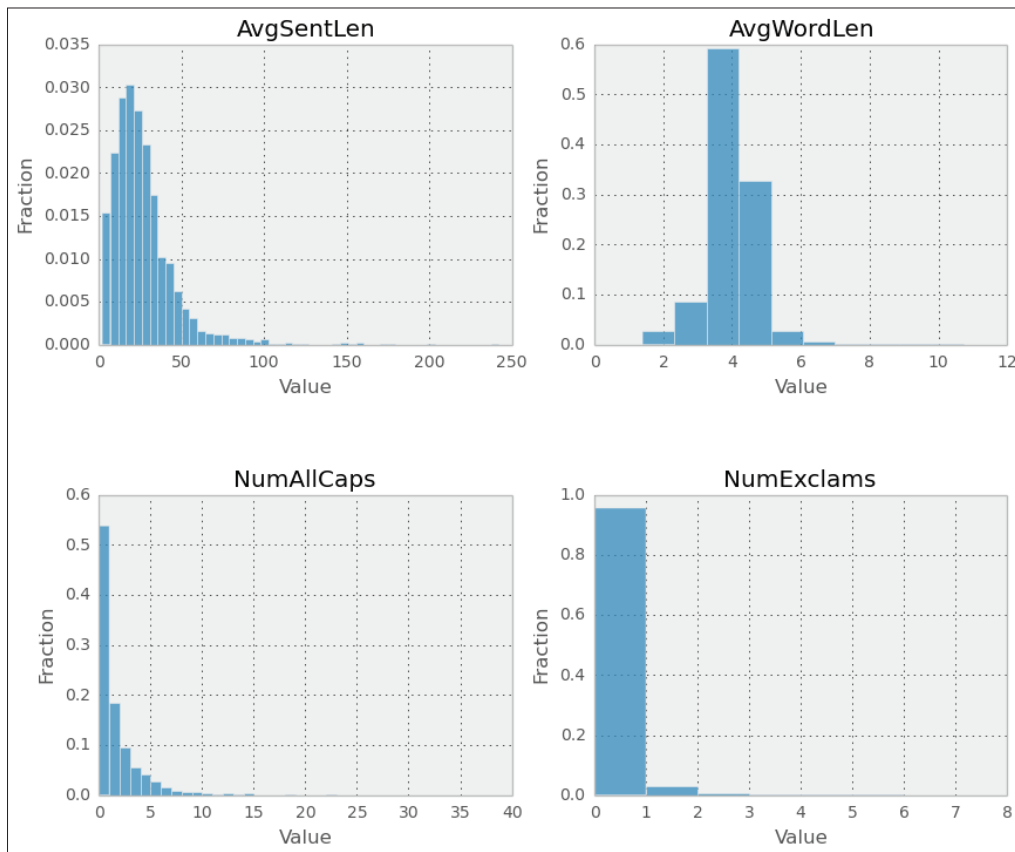 AvgSentLen
0.035
0.030
0.025
0.020
0.015
0.010
0.005
0.000
Fraction
0 50 100 150 200 250
Value
AvgWordLen
0.6
0.5
0.4
0.3
0.2
0.1
0.0
Fraction
0 2 4 6 8 10 12
Value
NumAllCaps
0.6
0.5
0.4
0.3
0.2
0.1
0.0
Fraction
0 5 10 15 20 25 30 35 40
Value
NumExclams
1.0
0.8
0.6
0.4
0.2
0.0
Fraction
0 1 2 3 4 5 6 7 8
Value